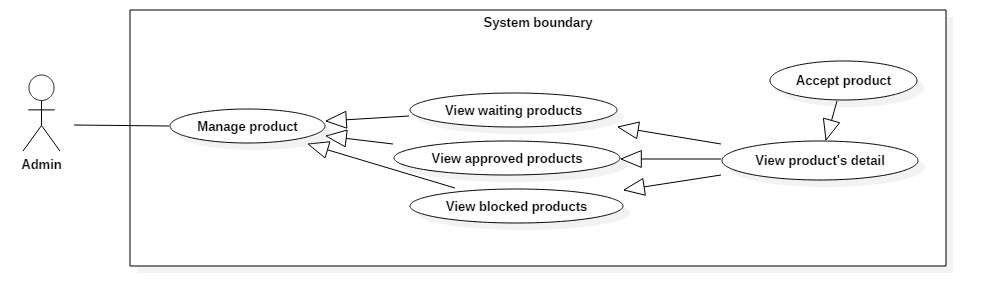 System boundary
Accept product
View waiting products
Manage product
View approved products
View product's detail
Admin
View blocked products